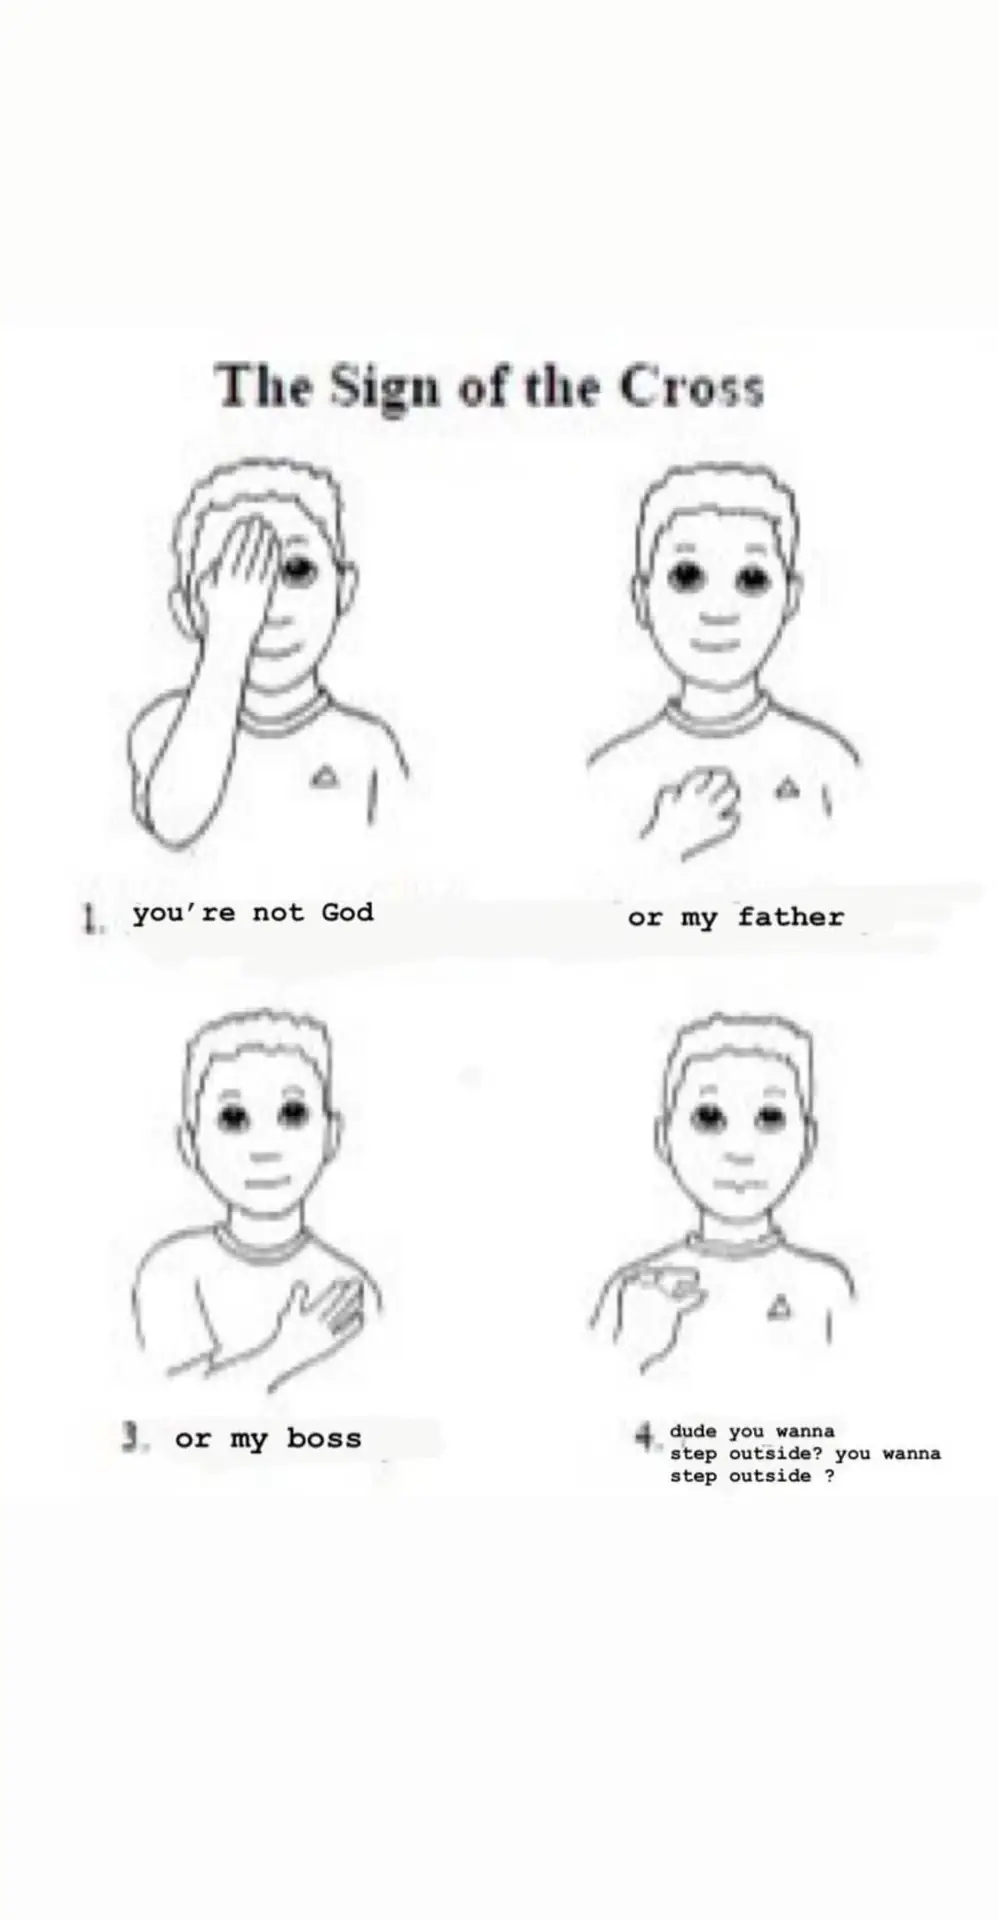 The Sign of the Cross
1. you're not God
or my father
3. or my boss
4. dude you wanna
step outside? you wanna
step outside ?